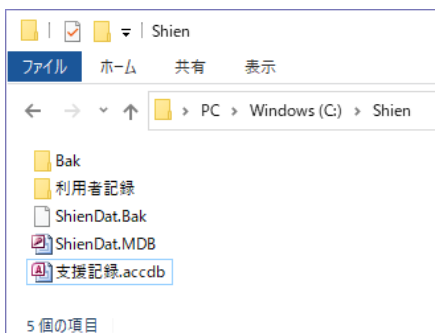 Shien
ファイル ホーム 共有 表示
PC › Windows (C:) › Shien
Bak
利用者記録
ShienDat.Bak
ShienDat.MDB
支援記録.accdb
5 個の項目